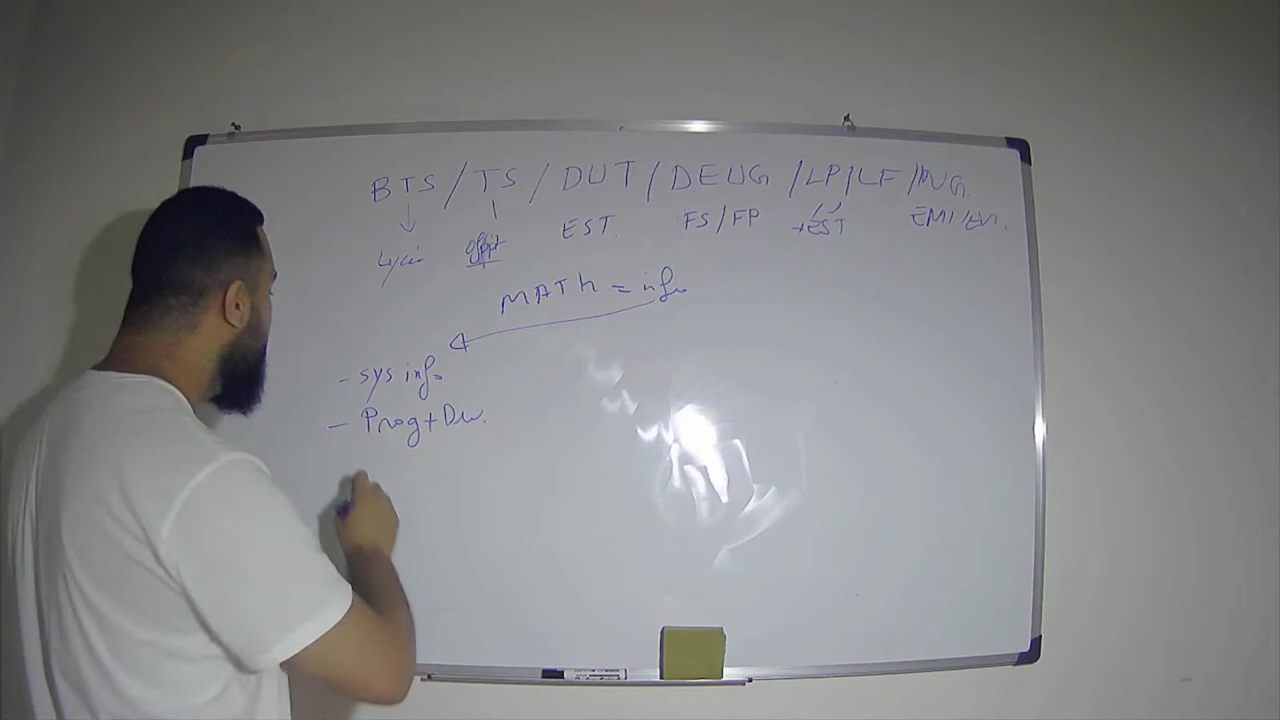 BTS / TS / DUT / DEUG / LP / LF / ING.
Lycée OFPPT EST. FS/FP → EST EMI/EN.
MATH = info
- sys info
- Prog + Dev.